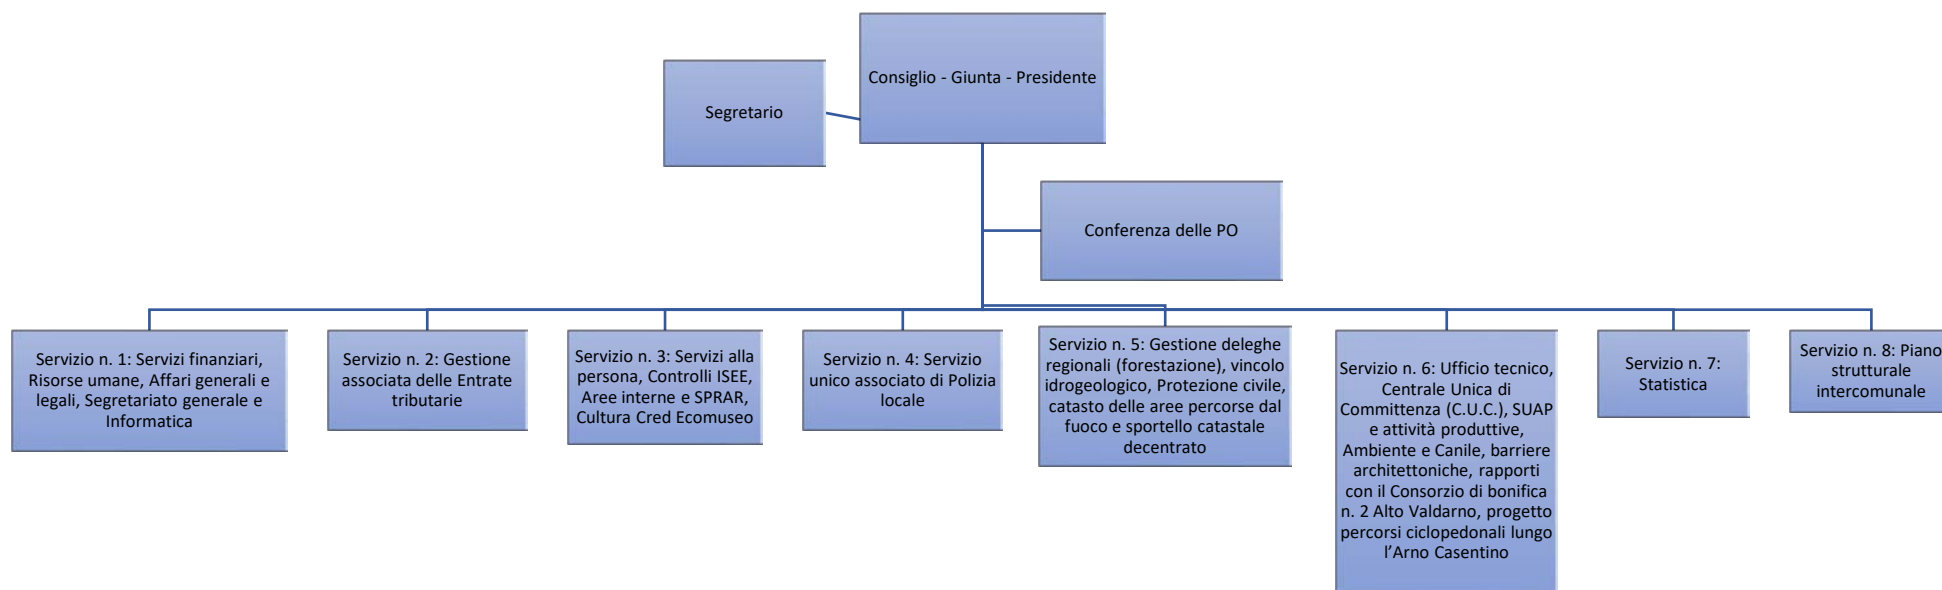 Consiglio - Giunta - Presidente
Segretario
Conferenza delle PO
Servizio n. 1: Servizi finanziari,
Risorse umane, Affari generali e
legali, Segretariato generale e
Informatica
Servizio n. 2: Gestione
associata delle Entrate
tributarie
Servizio n. 3: Servizi alla
persona, Controlli ISEE,
Aree interne e SPRAR,
Cultura Cred Ecomuseo
Servizio n. 4: Servizio
unico associato di Polizia
locale
Servizio n. 5: Gestione deleghe
regionali (forestazione), vincolo
idrogeologico, Protezione civile,
catasto delle aree percorse dal
fuoco e sportello catastale
decentrato
Servizio n. 6: Ufficio tecnico,
Centrale Unica di
Committenza (C.U.C.), SUAP
e attività produttive,
Ambiente e Canile, barriere
architettoniche, rapporti
con il Consorzio di bonifica
n. 2 Alto Valdarno, progetto
percorsi ciclopedonali lungo
l’Arno Casentino
Servizio n. 7:
Statistica
Servizio n. 8: Piano
strutturale
intercomunale